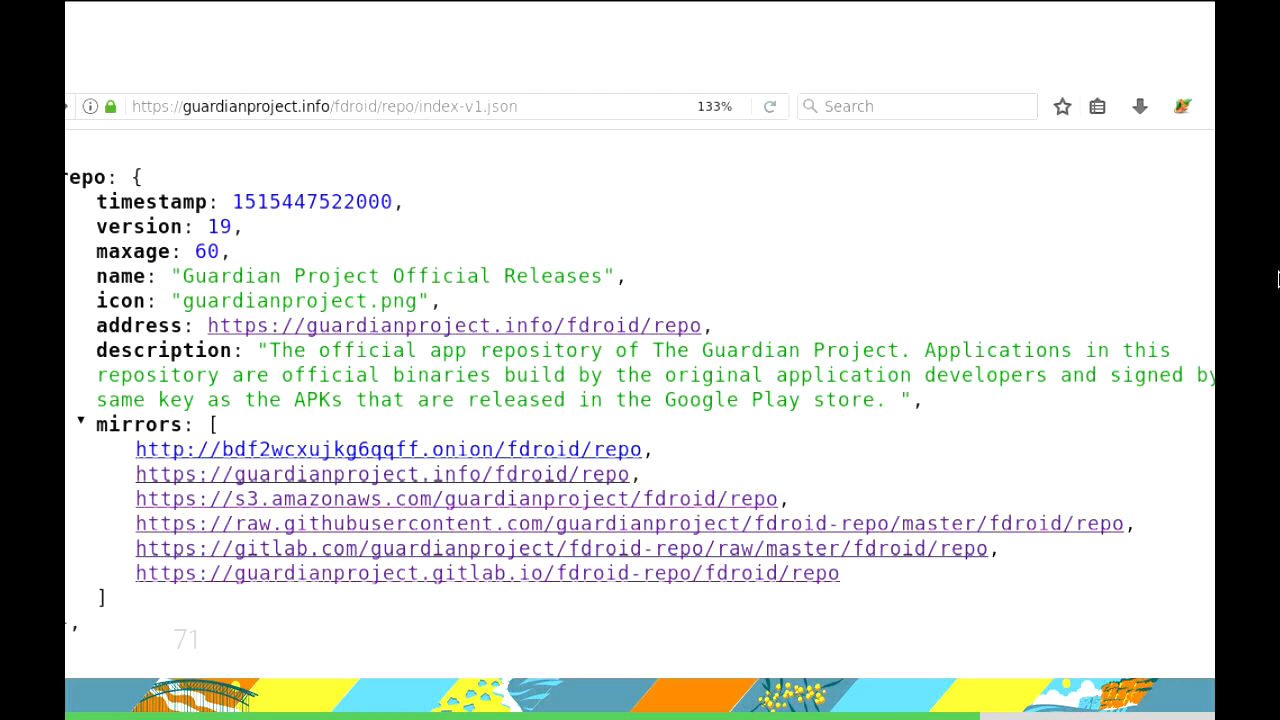 https://guardianproject.info/fdroid/repo/index-v1.json 133% Search
repo: {
timestamp: 1515447522000,
version: 19,
maxage: 60,
name: "Guardian Project Official Releases",
icon: "guardianproject.png",
address: https://guardianproject.info/fdroid/repo,
description: "The official app repository of The Guardian Project. Applications in this
repository are official binaries build by the original application developers and signed by
same key as the APKs that are released in the Google Play store. ",
mirrors: [
http://bdf2wcxujkg6qqff.onion/fdroid/repo,
https://guardianproject.info/fdroid/repo,
https://s3.amazonaws.com/guardianproject/fdroid/repo,
https://raw.githubusercontent.com/guardianproject/fdroid-repo/master/fdroid/repo,
https://gitlab.com/guardianproject/fdroid-repo/raw/master/fdroid/repo,
https://guardianproject.gitlab.io/fdroid-repo/fdroid/repo
]
,
71